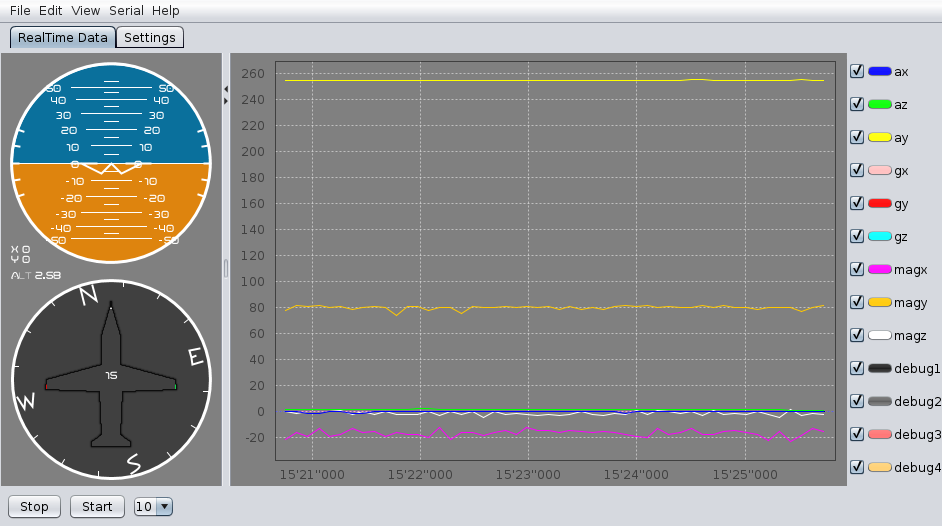 File Edit View Serial Help
RealTime Data Settings
50 50
40 40
30 30
20 20
10 10
0 0
-10 -10
-20 -20
-30 -30
-40 -40
-50 -50
X 0
Y 0
ALT 2.58
N
E
15
W
S
260
240
220
200
180
160
140
120
100
80
60
40
20
0
-20
15'21"000 15'22"000 15'23"000 15'24"000 15'25"000
ax
az
ay
gx
gy
gz
magx
magy
magz
debug1
debug2
debug3
debug4
Stop Start 10